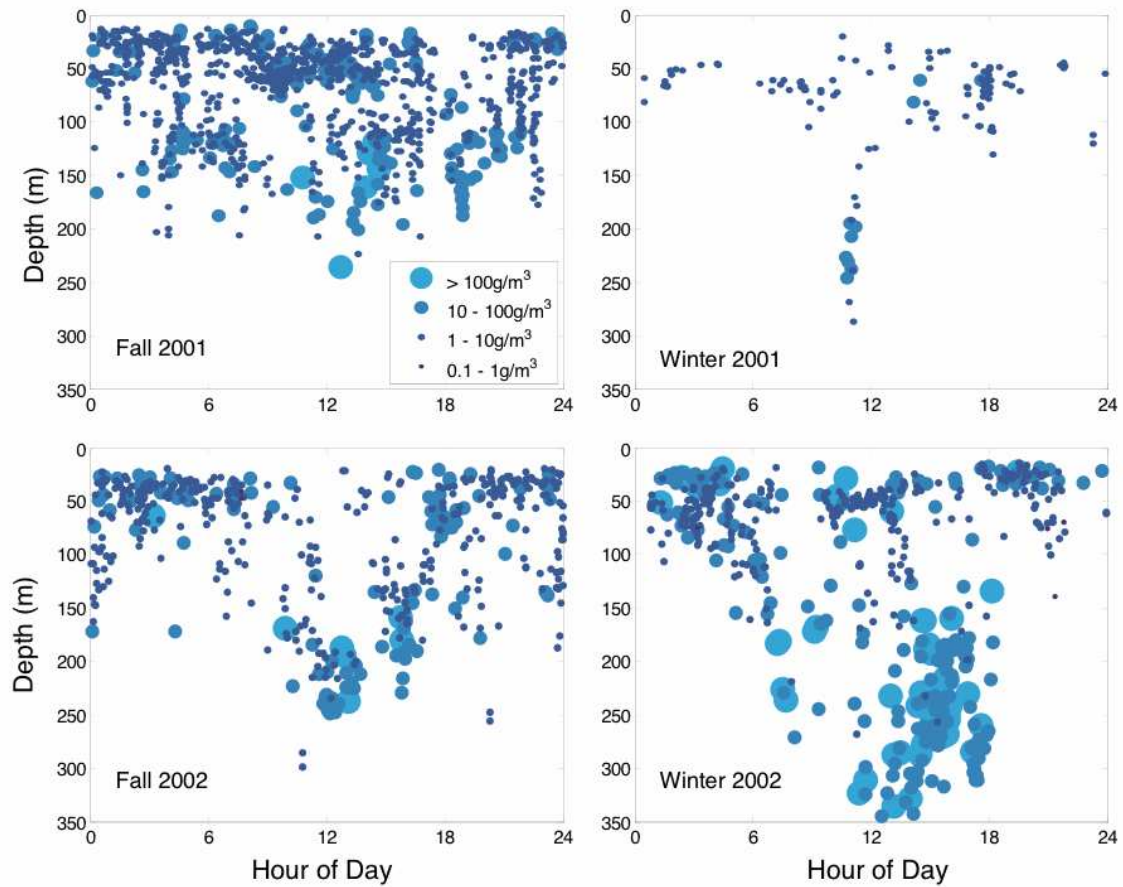 0
50
100
150
200
250
300
350
Depth (m)
> 100g/m³
10 - 100g/m³
1 - 10g/m³
0.1 - 1g/m³
Fall 2001
0 6 12 18 24
0
50
100
150
200
250
300
350
Winter 2001
0 6 12 18 24
0
50
100
150
200
250
300
350
Depth (m)
Fall 2002
0 6 12 18 24
Hour of Day
0
50
100
150
200
250
300
350
Winter 2002
0 6 12 18 24
Hour of Day